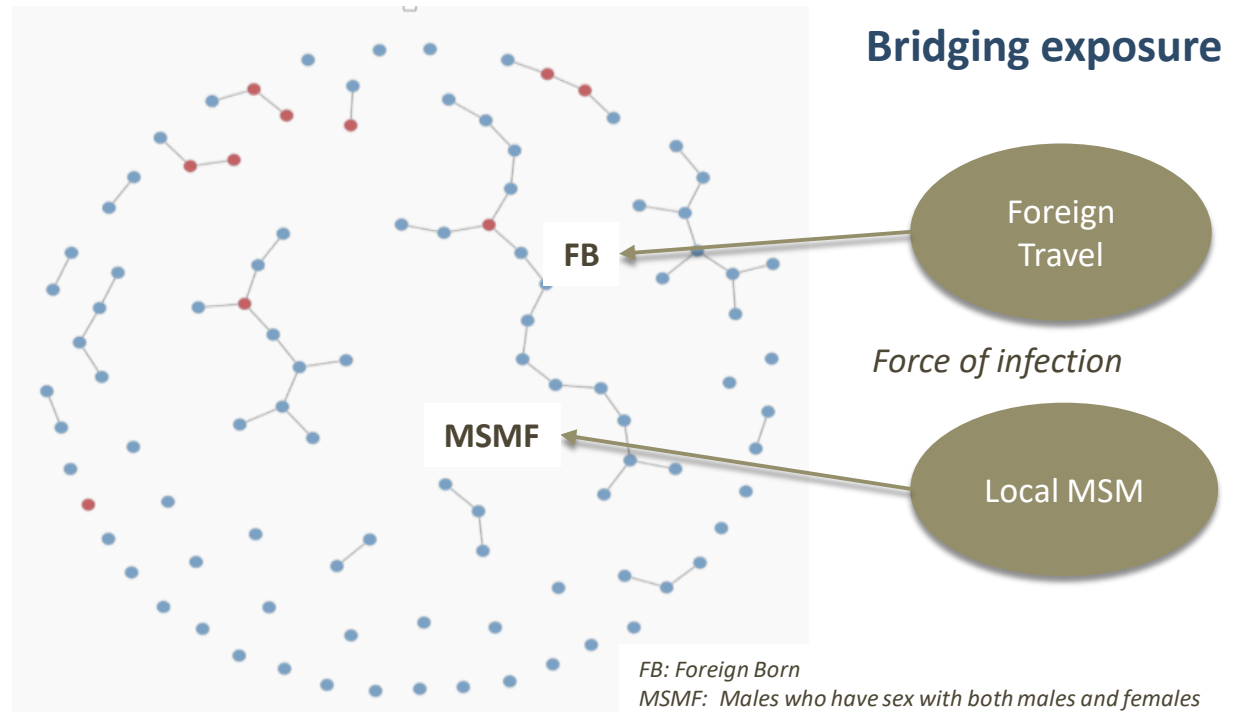 Bridging exposure
Foreign
Travel
FB
Force of infection
MSMF
Local MSM
FB: Foreign Born
MSMF: Males who have sex with both males and females